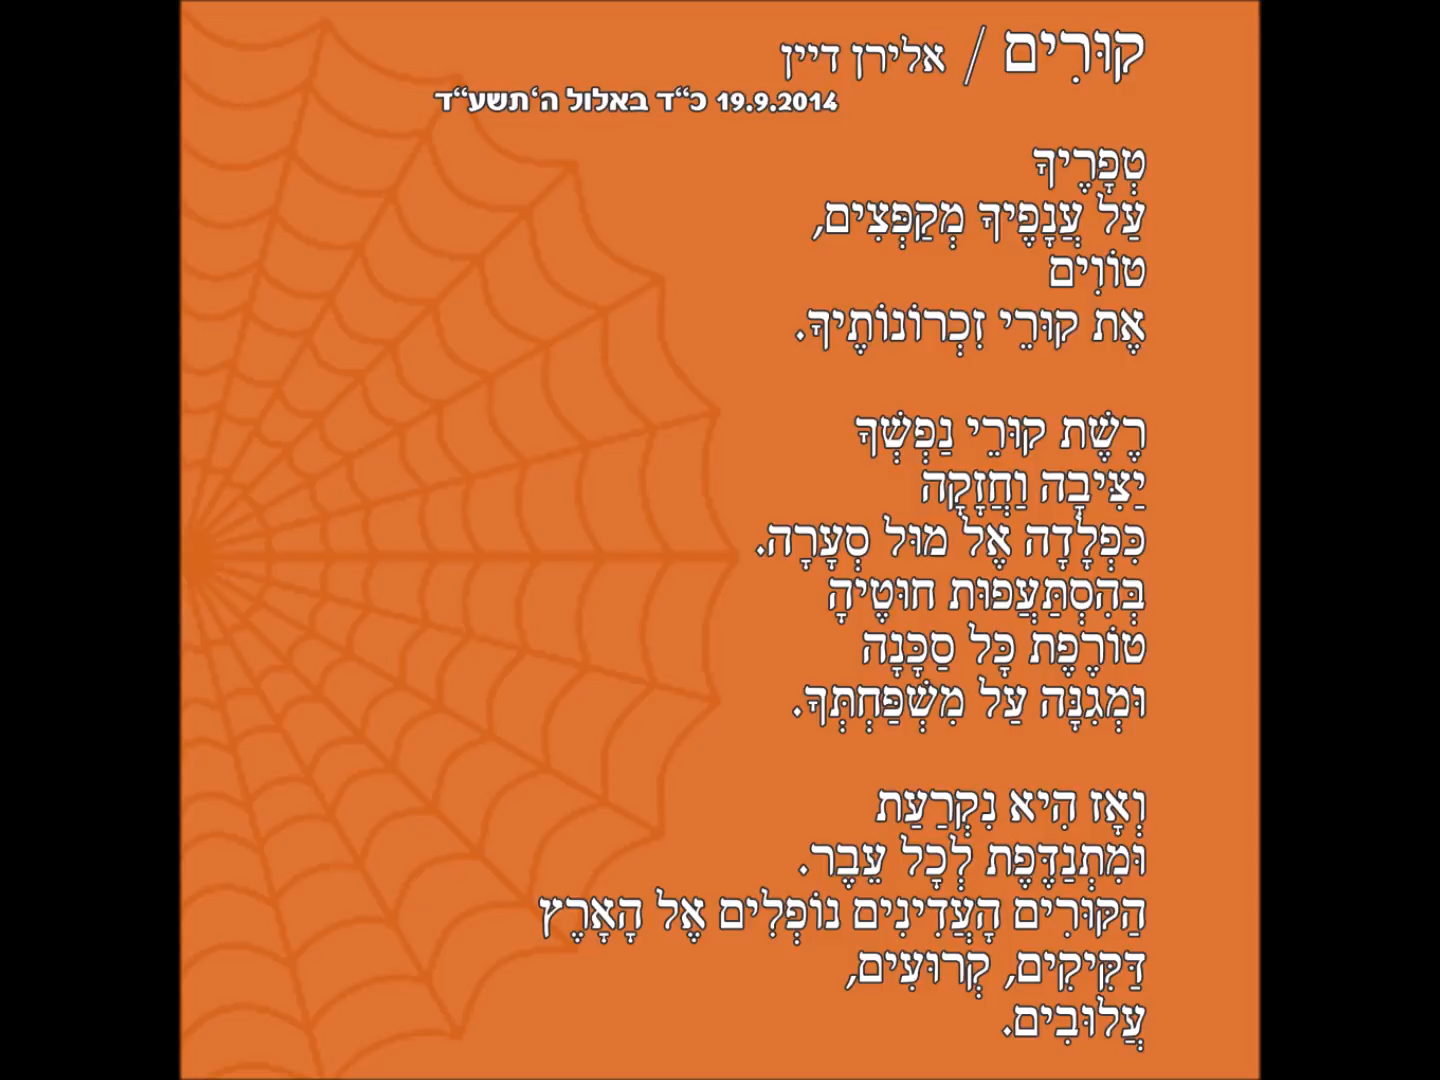 קוּרִים / אלירן דיין
19.9.2014 כ“ד באלול ה‘תשע“ד
טְפָרֶיךָ
עַל עֲנָפֶיךָ מְקַפְּצִים,
טוֹוִים
אֶת קוּרֵי זִכְרוֹנוֹתֶיךָ.
רֶשֶׁת קוּרֵי נַפְשְׁךָ
יַצִּיבָה וַחֲזָקָה
כִּפְלָדָה אֶל מוּל סְעָרָה.
בְּהִסְתַּעֲפוּת חוּטֶיהָ
טוֹרֶפֶת כָּל סַכָּנָה
וּמְגִנָּה עַל מִשְׁפַּחְתְּךָ.
וְאָז הִיא נִקְרַעַת
וּמִתְנַדֶּפֶת לְכָל עֵבֶר.
הַקּוּרִים הָעֲדִינִים נוֹפְלִים אֶל הָאָרֶץ
דַּקִּיקִים, קְרוּעִים,
עֲלוּבִים.